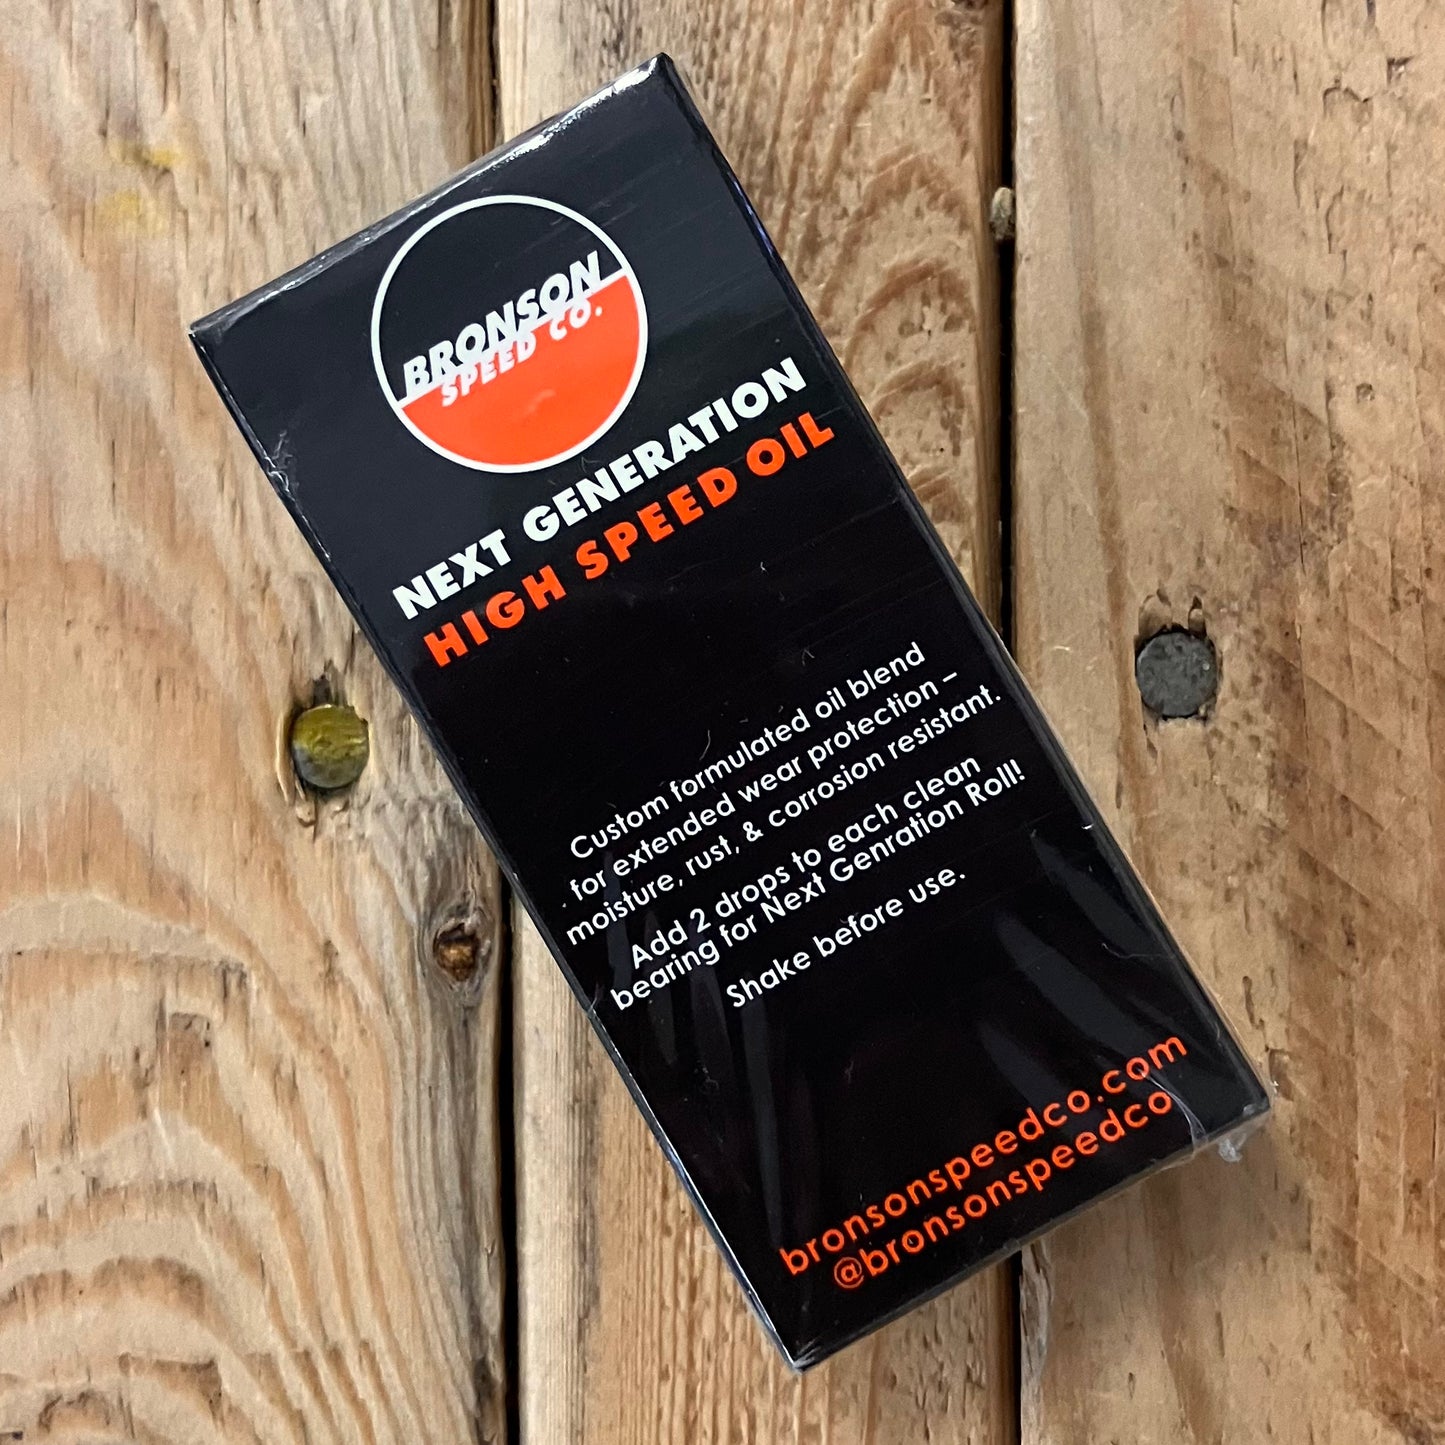 BRONSON
SPEED CO.
NEXT GENERATION
HIGH SPEED OIL
Custom formulated oil blend
for extended wear protection –
moisture, rust, & corrosion resistant.
Add 2 drops to each clean
bearing for Next Genration Roll!
Shake before use.
bronsonspeedco.com
@bronsonspeedco